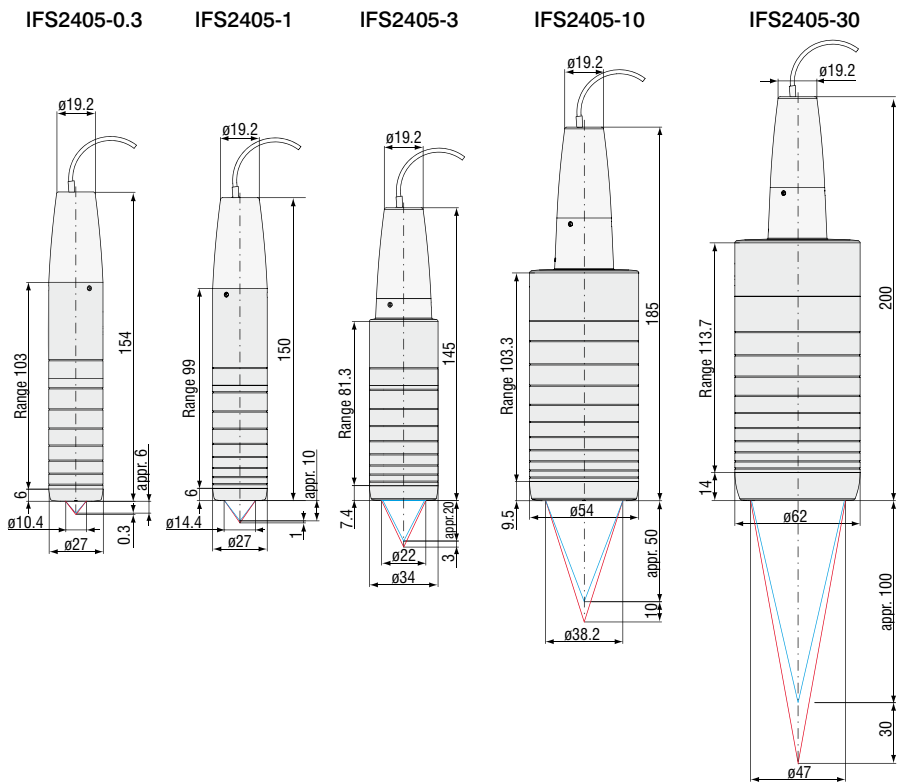 IFS2405-0.3
IFS2405-1
IFS2405-3
IFS2405-10
IFS2405-30
ø19.2
154
Range 103
6
appr. 6
ø10.4
0.3
ø27
ø19.2
150
Range 99
6
appr. 10
ø14.4
1
ø27
ø19.2
145
Range 81.3
7.4
appr.20
ø22
3
ø34
ø19.2
185
Range 103.3
9.5
ø54
appr. 50
10
ø38.2
ø19.2
200
Range 113.7
14
ø62
appr. 100
30
ø47